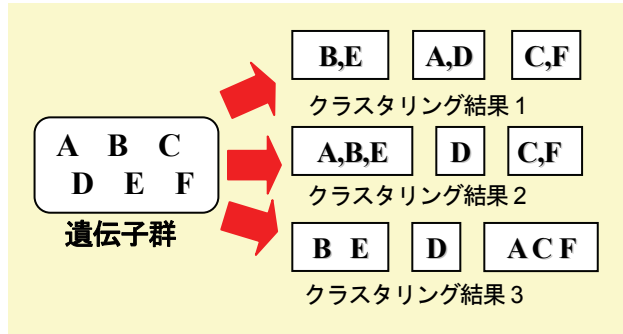 B,E A,D C,F
クラスタリング結果1
A B C
D E F
遺伝子群
A,B,E D C,F
クラスタリング結果2
B E D A C F
クラスタリング結果3